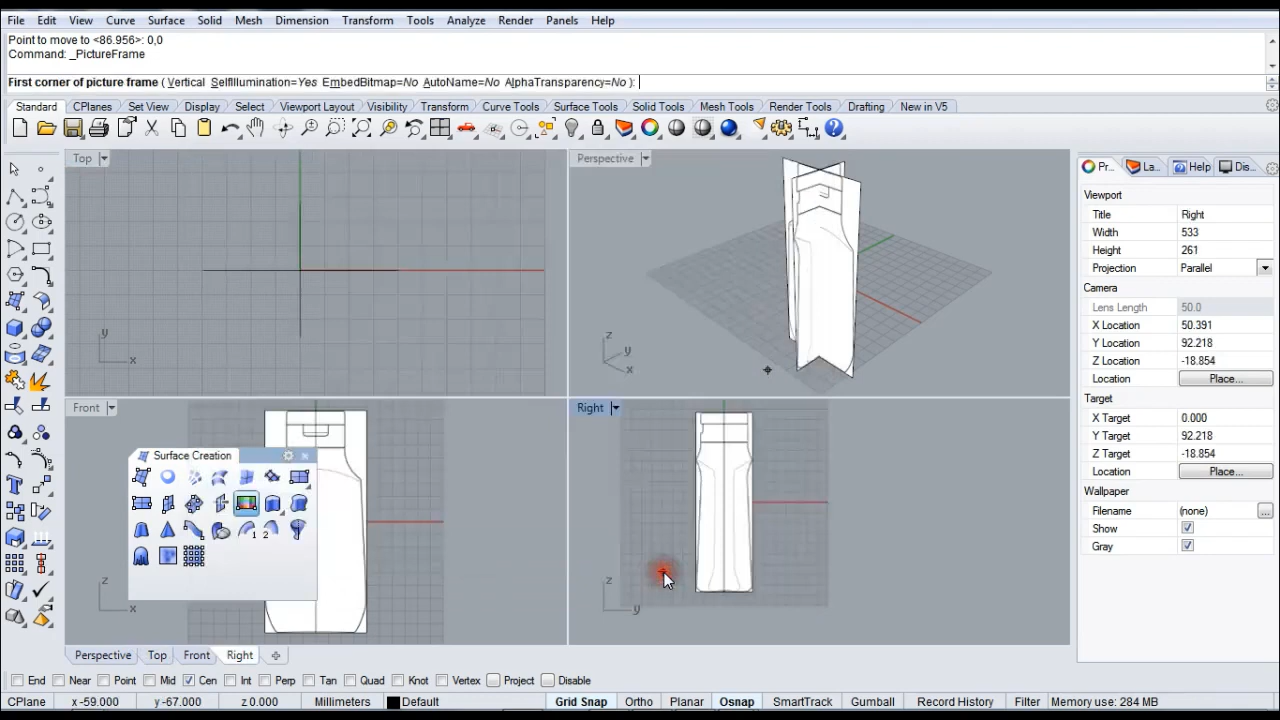 File Edit View Curve Surface Solid Mesh Dimension Transform Tools Analyze Render Panels Help
Point to move to <86.956>: 0,0
Command: _PictureFrame
First corner of picture frame ( Vertical SelfIllumination=Yes EmbedBitmap=No AutoName=No AlphaTransparency=No ):
Standard CPlanes Set View Display Select Viewport Layout Visibility Transform Curve Tools Surface Tools Solid Tools Mesh Tools Render Tools Drafting New in V5
Top
Perspective
Pr... La... Help Dis...
Viewport
Title Right
Width 533
Height 261
Projection Parallel
Camera
Lens Length 50.0
X Location 50.391
Y Location 92.218
Z Location -18.854
Location Place...
Target
X Target 0.000
Y Target 92.218
Z Target -18.854
Location Place...
Wallpaper
Filename (none) ...
Show
Gray
y
x
z
y
x
Front
Right
Surface Creation
1 2
z
x
z
y
Perspective Top Front Right
End Near Point Mid Cen Int Perp Tan Quad Knot Vertex Project Disable
CPlane x -59.000 y -67.000 z 0.000 Millimeters Default Grid Snap Ortho Planar Osnap SmartTrack Gumball Record History Filter Memory use: 284 MB